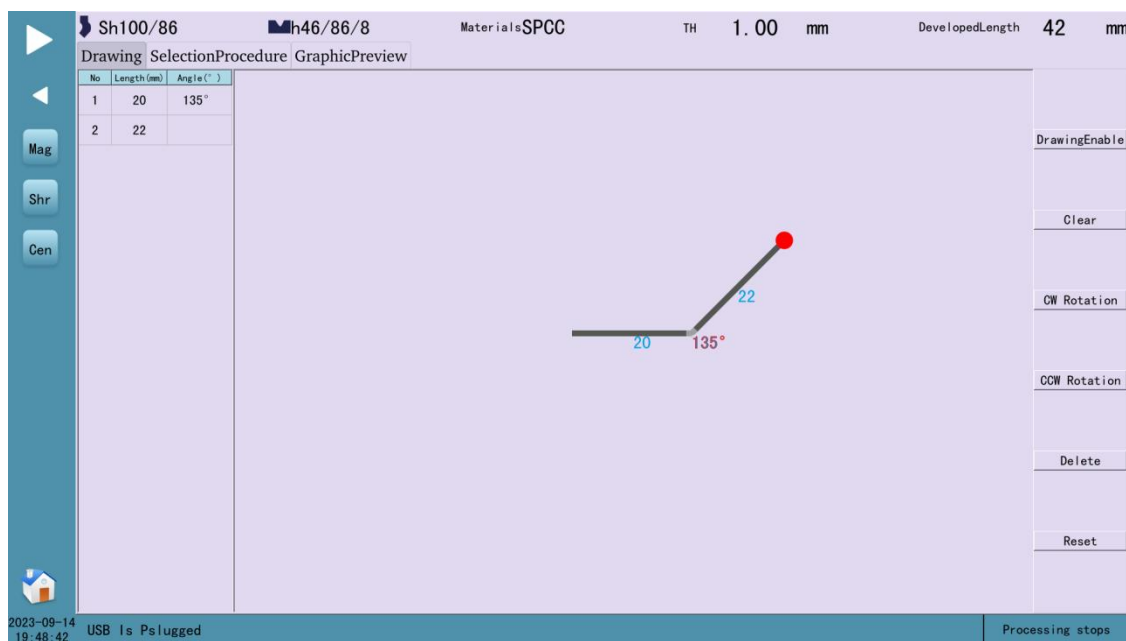 Sh100/86 h46/86/8 Materials SPCC TH 1.00 mm DevelopedLength 42 mm
Drawing SelectionProcedure GraphicPreview
No Length(mm) Angle(°)
1 20 135°
2 22
Mag
Shr
Cen
22
20 135°
DrawingEnable
Clear
CW Rotation
CCW Rotation
Delete
Reset
2023-09-14
19:48:42
USB Is Pslugged
Processing stops